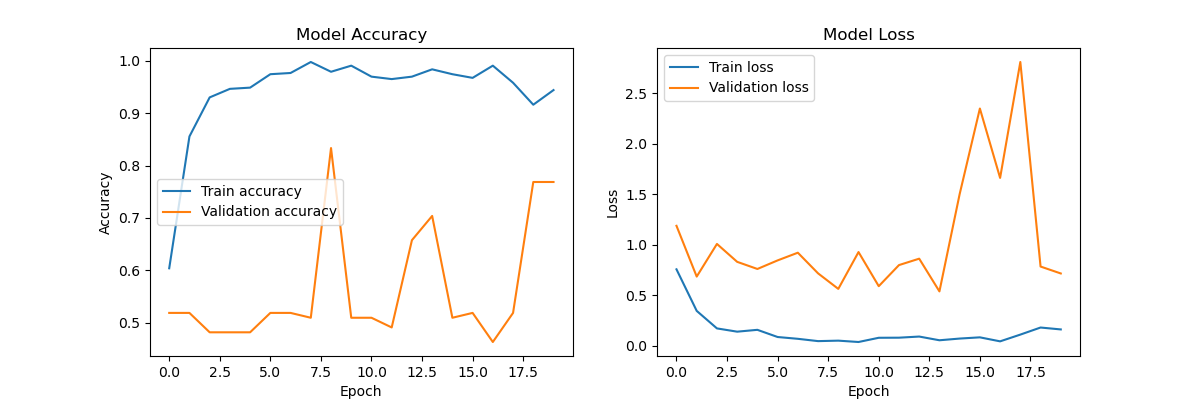 Model Accuracy
1.0
0.9
0.8
0.7
0.6
0.5
Accuracy
Train accuracy
Validation accuracy
0.0 2.5 5.0 7.5 10.0 12.5 15.0 17.5
Epoch
Model Loss
2.5
2.0
1.5
1.0
0.5
0.0
Loss
Train loss
Validation loss
0.0 2.5 5.0 7.5 10.0 12.5 15.0 17.5
Epoch